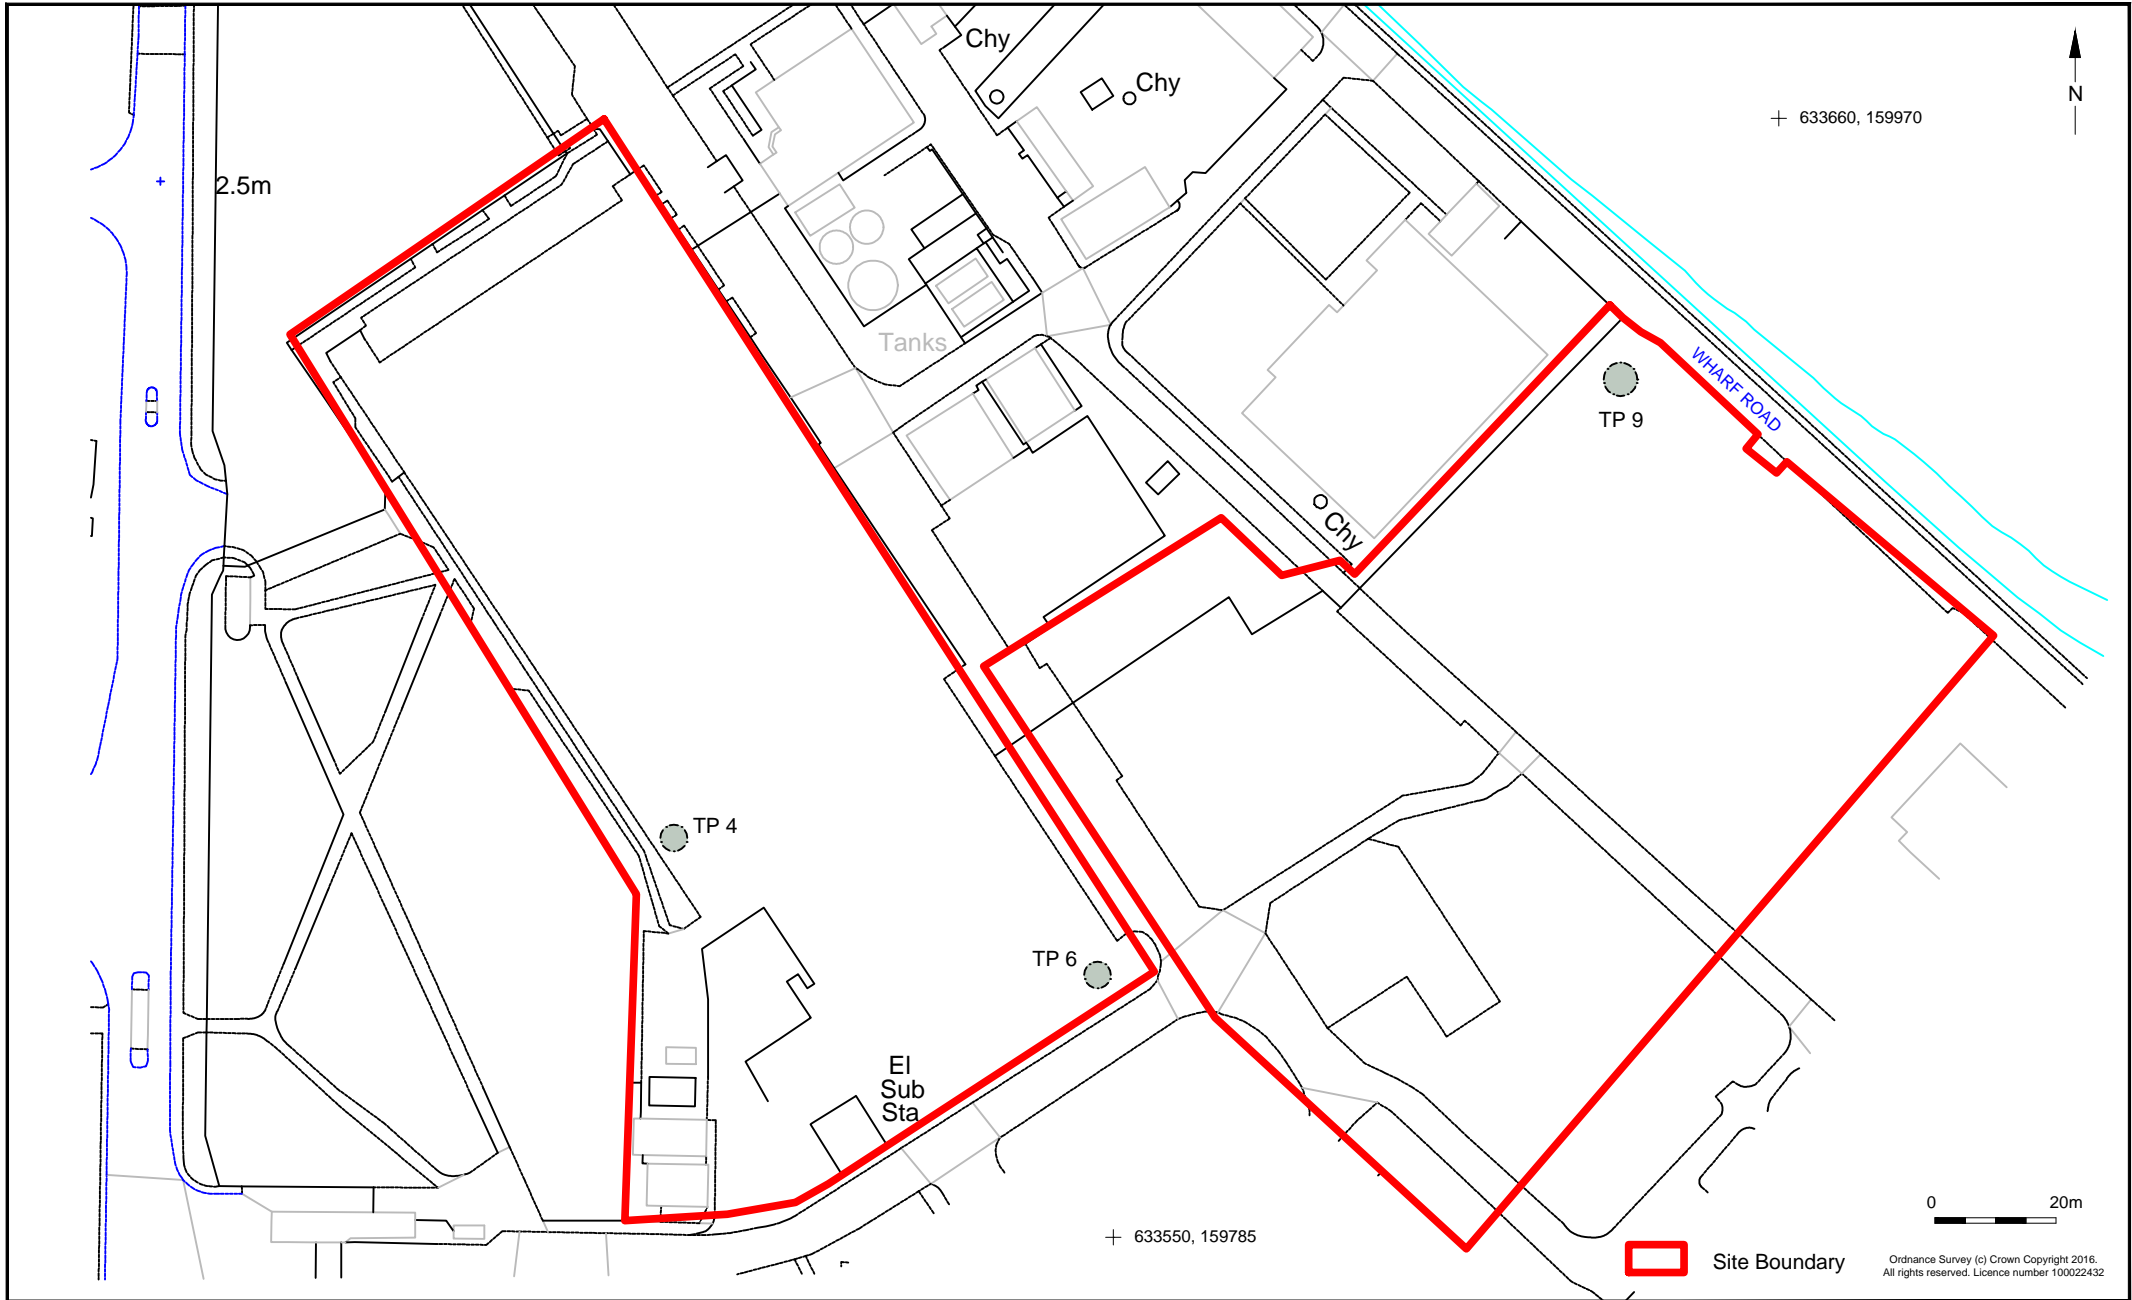 Chy
Chy
N
+ 633660, 159970
2.5m
Tanks
WHARF ROAD
TP 9
Chy
TP 4
TP 6
El
Sub
Sta
0 20m
+ 633550, 159785
Site Boundary
Ordnance Survey (c) Crown Copyright 2016.
All rights reserved. Licence number 100022432